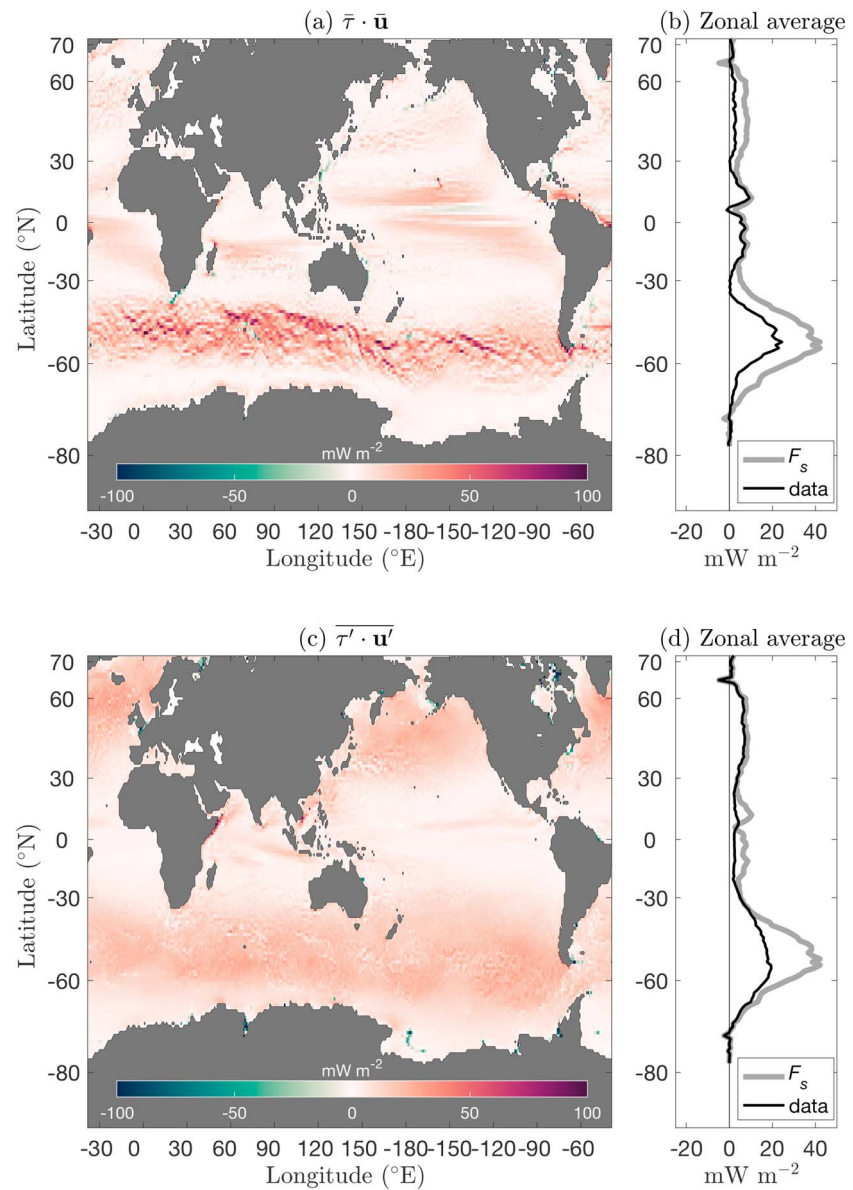 (a) τ̄ · ū
(b) Zonal average
70
60
30
0
-30
-60
-80
Latitude (°N)
mW m⁻²
-100 -50 0 50 100
-30 0 30 60 90 120 150 -180 -150 -120 -90 -60
Longitude (°E)
70
60
30
0
-30
-60
-80
Fₛ
data
-20 0 20 40
mW m⁻²
(c) \overline{τ′ · u′}
(d) Zonal average
70
60
30
0
-30
-60
-80
Latitude (°N)
mW m⁻²
-100 -50 0 50 100
-30 0 30 60 90 120 150 -180 -150 -120 -90 -60
Longitude (°E)
70
60
30
0
-30
-60
-80
Fₛ
data
-20 0 20 40
mW m⁻²